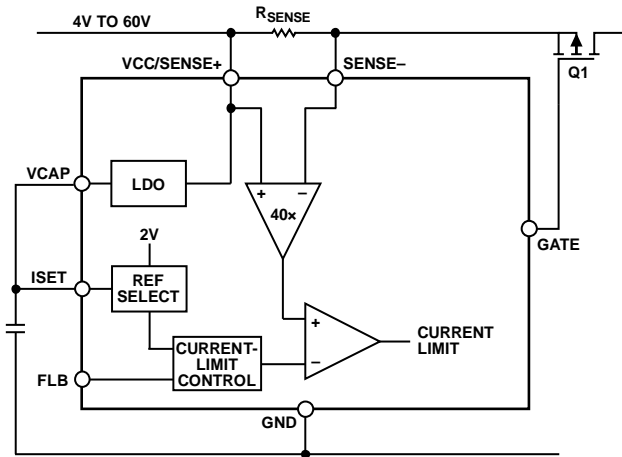 4V TO 60V
RSENSE
VCC/SENSE+
SENSE–
Q1
VCAP
LDO
+
–
40×
2V
GATE
ISET
REF
SELECT
+
–
CURRENT
LIMIT
CURRENT-
LIMIT
CONTROL
FLB
GND